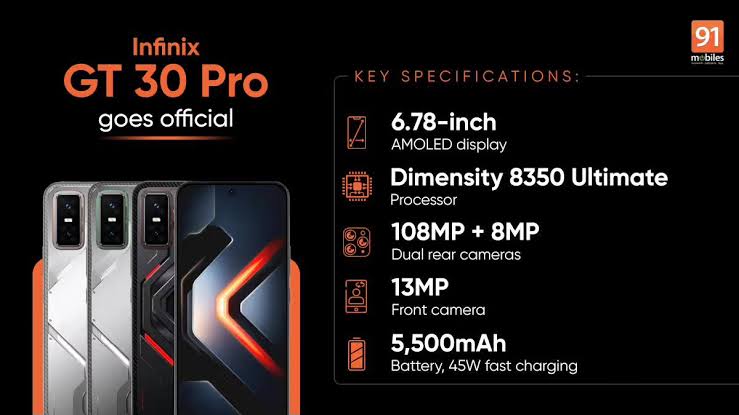 Infinix
GT 30 Pro
goes official
91
mobiles
KEY SPECIFICATIONS:
6.78-inch
AMOLED display
Dimensity 8350 Ultimate
Processor
108MP + 8MP
Dual rear cameras
13MP
Front camera
5,500mAh
Battery, 45W fast charging